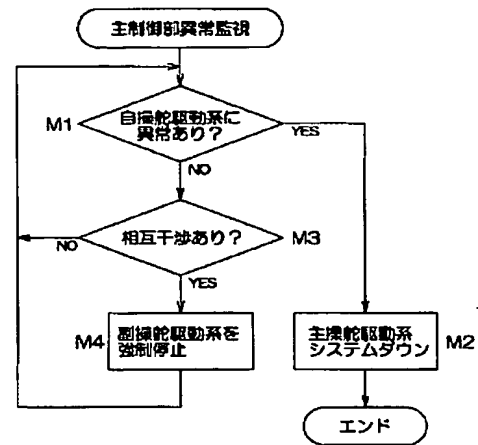 主制御部異常監視
M1
自操舵駆動系に
異常あり？
YES
NO
相互干渉あり？
M3
NO
YES
M4
副操舵駆動系を
強制停止
主操舵駆動系
システムダウン
M2
エンド